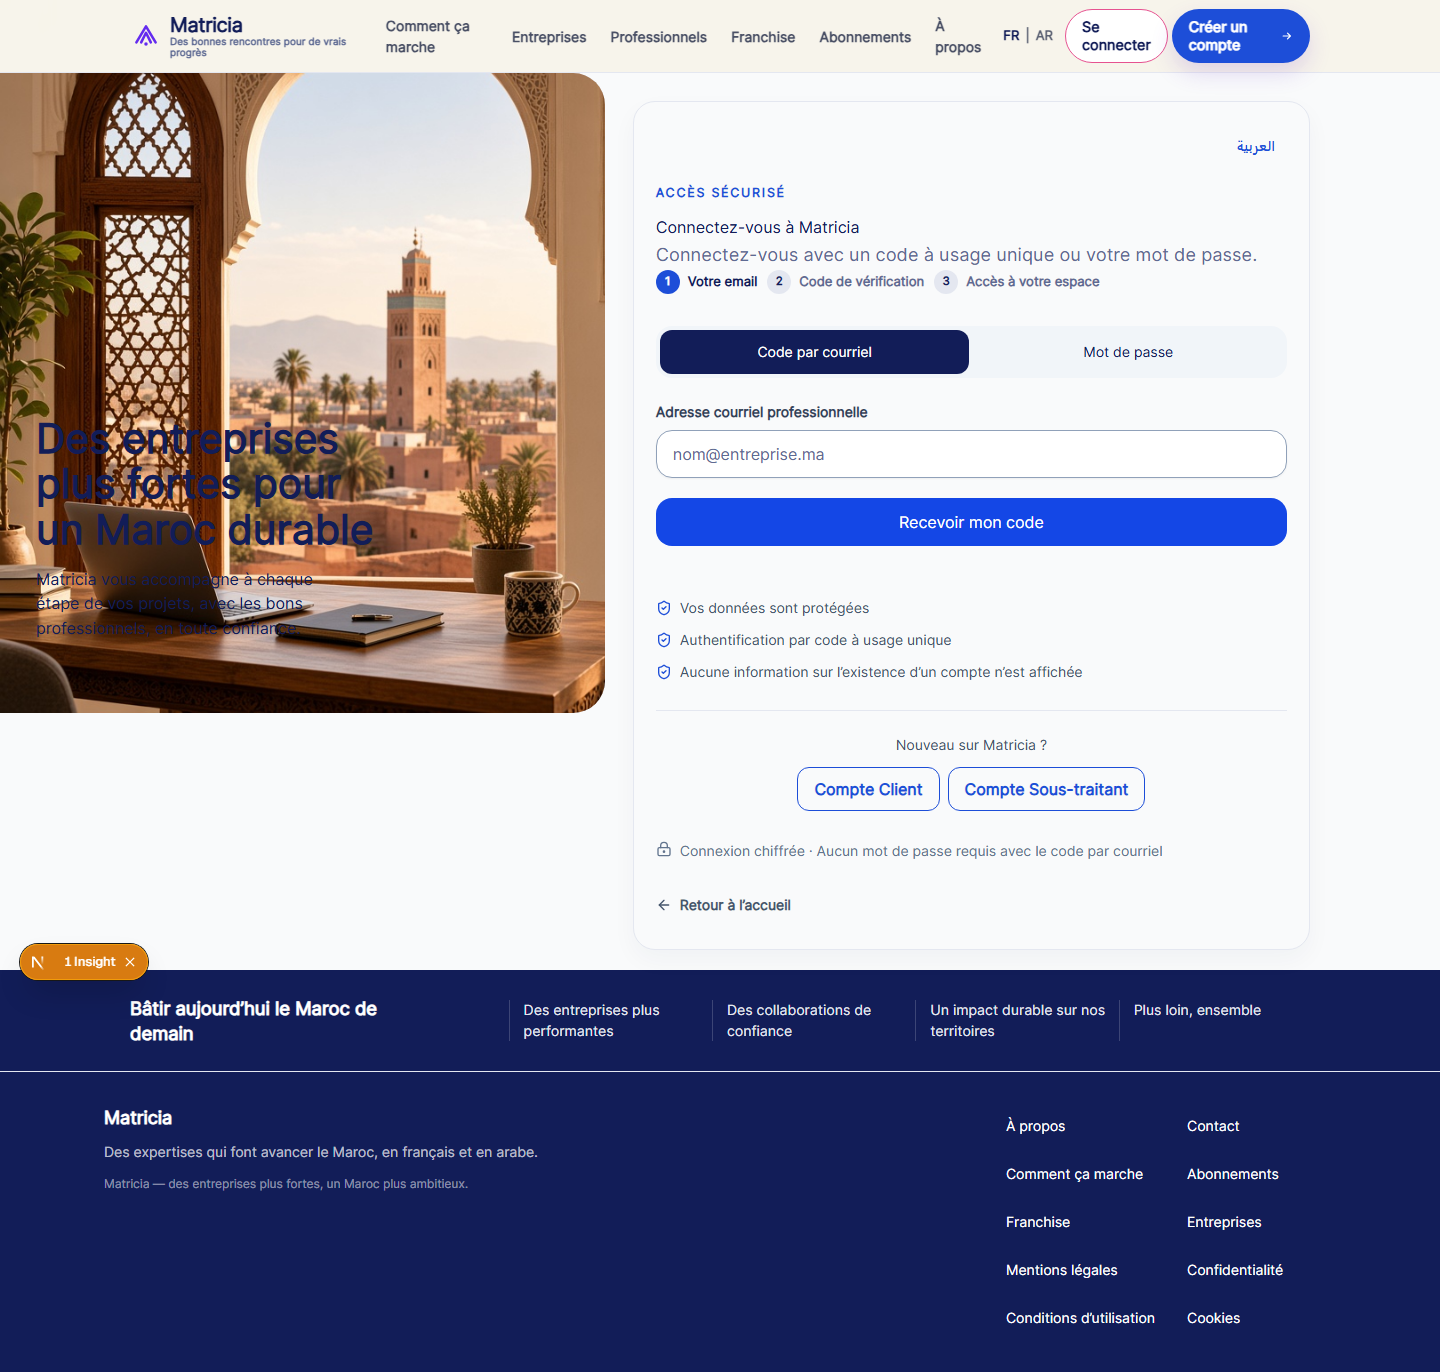 Matricia
Des bonnes rencontres pour de vrais
progrès
Comment ça
marche
Entreprises
Professionnels
Franchise
Abonnements
À
propos
FR | AR
Se
connecter
Créer un
compte
Des entreprises
plus fortes pour
un Maroc durable
Matricia vous accompagne à chaque
étape de vos projets, avec les bons
professionnels, en toute confiance.
العربية
ACCÈS SÉCURISÉ
Connectez-vous à Matricia
Connectez-vous avec un code à usage unique ou votre mot de passe.
1 Votre email 2 Code de vérification 3 Accès à votre espace
Code par courriel
Mot de passe
Adresse courriel professionnelle
nom@entreprise.ma
Recevoir mon code
Vos données sont protégées
Authentification par code à usage unique
Aucune information sur l’existence d’un compte n’est affichée
Nouveau sur Matricia ?
Compte Client
Compte Sous-traitant
Connexion chiffrée · Aucun mot de passe requis avec le code par courriel
Retour à l’accueil
1 Insight
Bâtir aujourd’hui le Maroc de
demain
Des entreprises plus
performantes
Des collaborations de
confiance
Un impact durable sur nos
territoires
Plus loin, ensemble
Matricia
Des expertises qui font avancer le Maroc, en français et en arabe.
Matricia — des entreprises plus fortes, un Maroc plus ambitieux.
À propos
Contact
Comment ça marche
Abonnements
Franchise
Entreprises
Mentions légales
Confidentialité
Conditions d’utilisation
Cookies